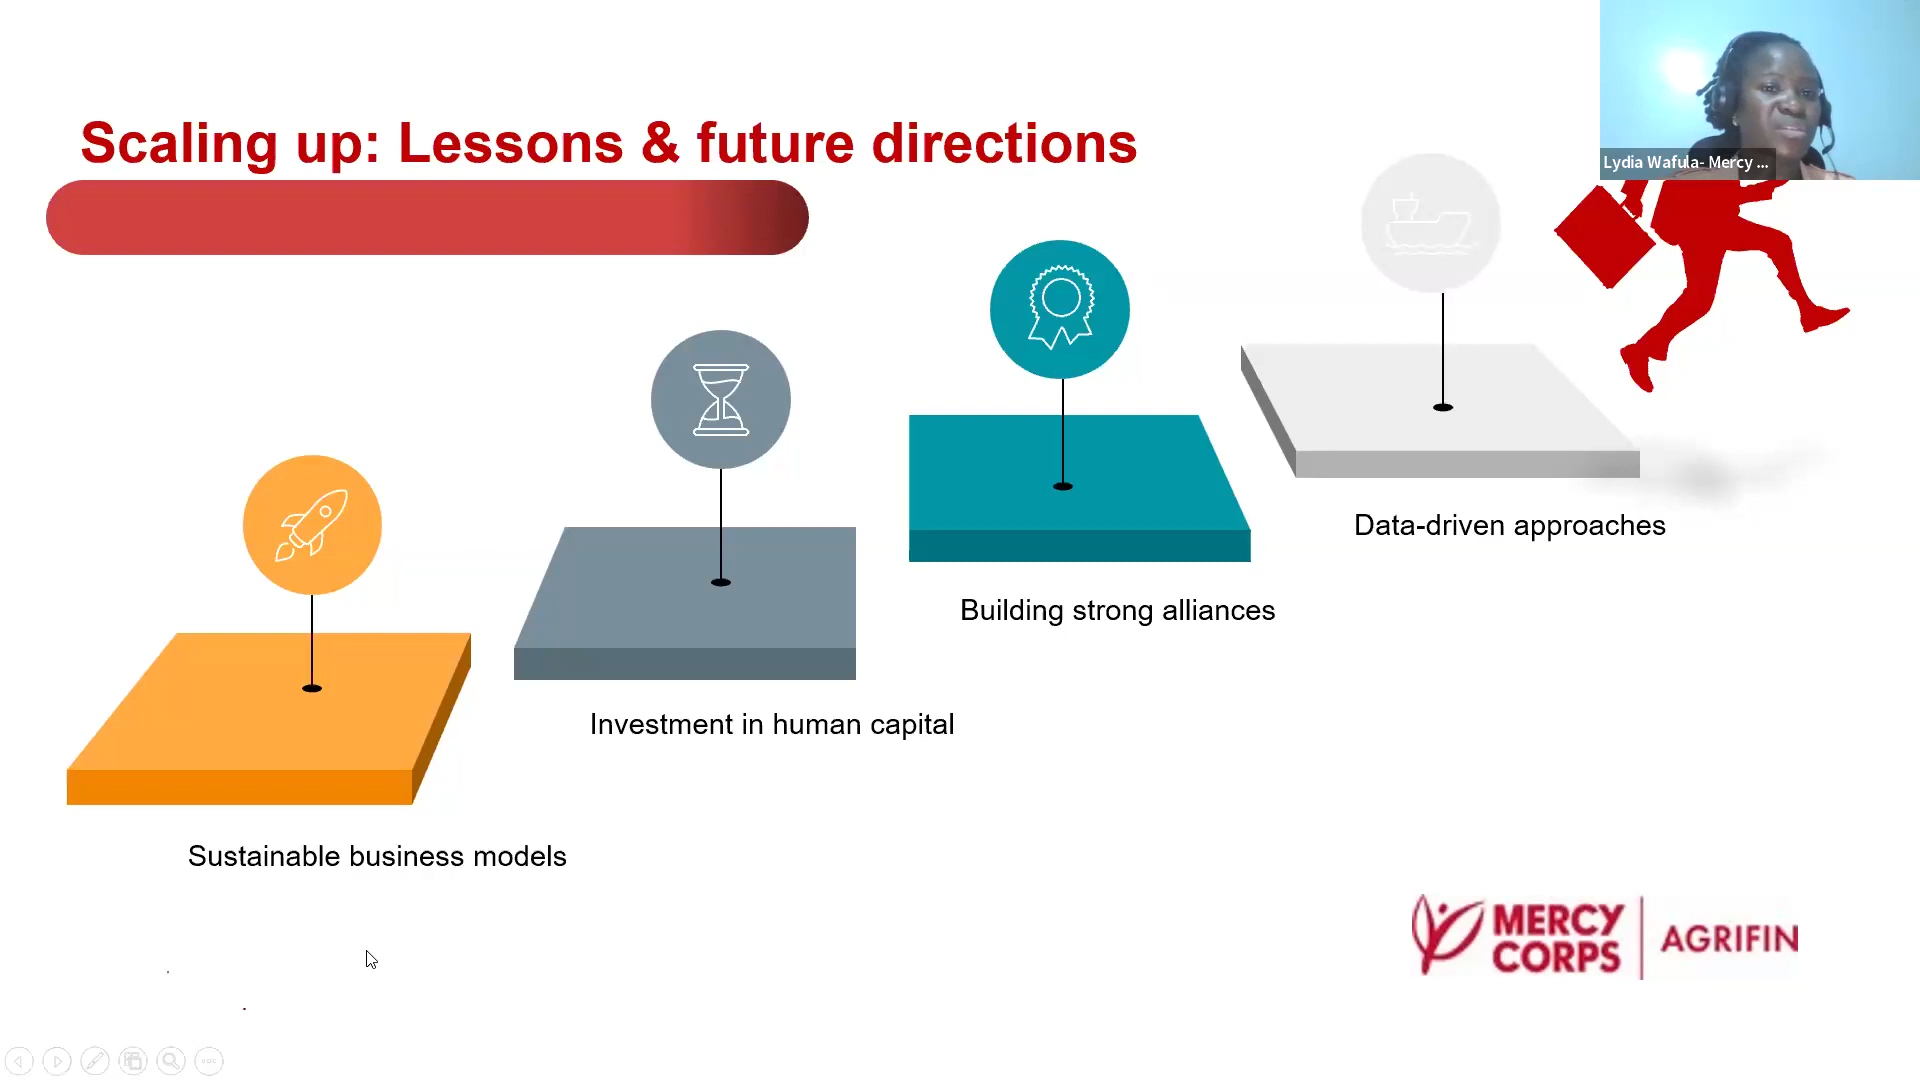 Lydia Wafula- Mercy ...
Scaling up: Lessons & future directions
Data-driven approaches
Building strong alliances
Investment in human capital
Sustainable business models
MERCY
CORPS
AGRIFIN